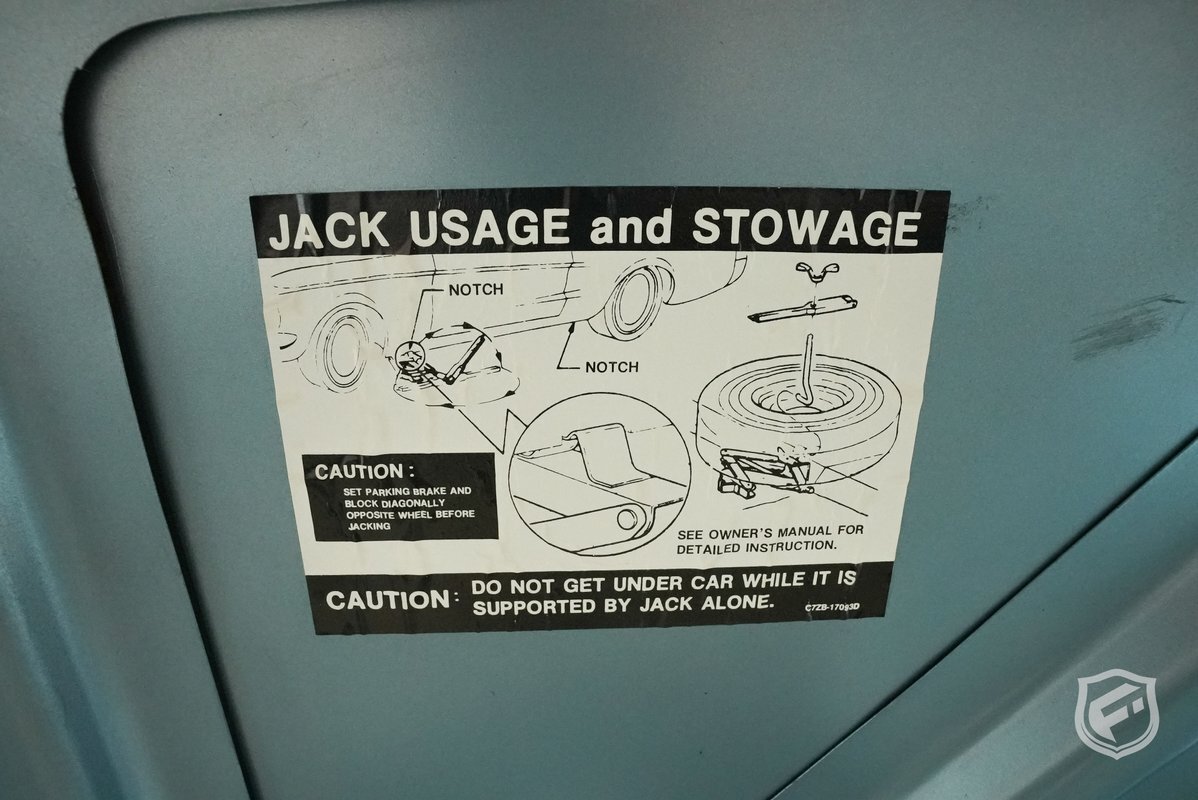 JACK USAGE and STOWAGE
NOTCH
NOTCH
CAUTION:
SET PARKING BRAKE AND
BLOCK DIAGONALLY
OPPOSITE WHEEL BEFORE
JACKING
SEE OWNER'S MANUAL FOR
DETAILED INSTRUCTION.
CAUTION: DO NOT GET UNDER CAR WHILE IT IS
SUPPORTED BY JACK ALONE.